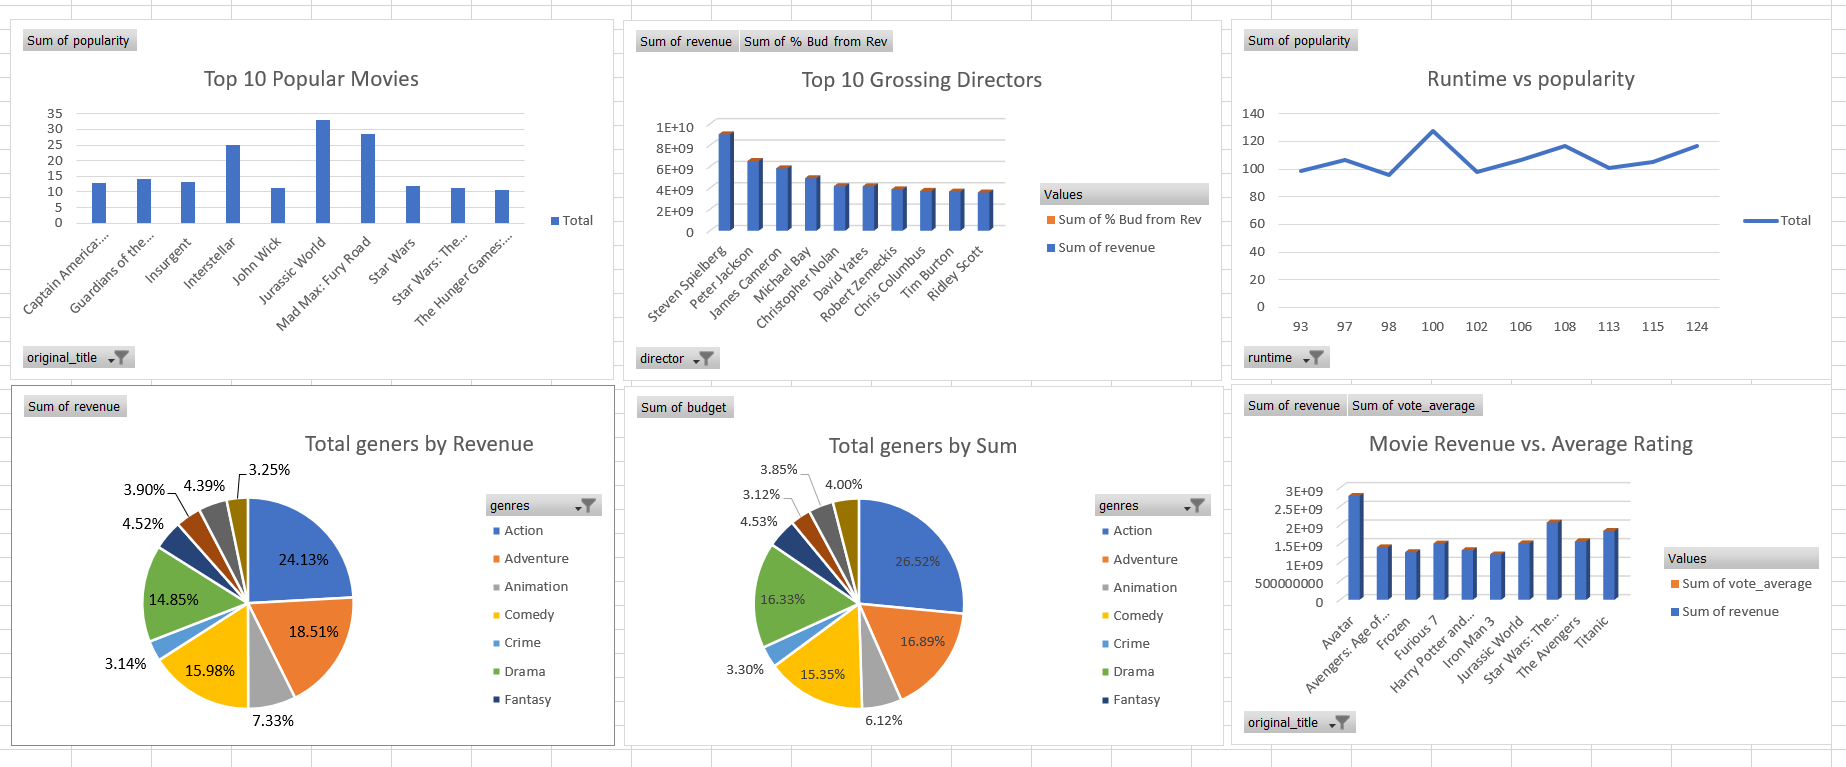 Sum of popularity
Top 10 Popular Movies
35
30
25
20
15
10
5
0
Captain America:...
Guardians of the...
Insurgent
Interstellar
John Wick
Jurassic World
Mad Max: Fury Road
Star Wars
Star Wars: The...
The Hunger Games:...
Total
original_title
Sum of revenue Sum of % Bud from Rev
Top 10 Grossing Directors
1E+10
8E+09
6E+09
4E+09
2E+09
0
Steven Spielberg
Peter Jackson
James Cameron
Michael Bay
Christopher Nolan
David Yates
Robert Zemeckis
Chris Columbus
Tim Burton
Ridley Scott
Values
Sum of % Bud from Rev
Sum of revenue
director
Sum of popularity
Runtime vs popularity
140
120
100
80
60
40
20
0
93 97 98 100 102 106 108 113 115 124
Total
runtime
Sum of revenue
Total geners by Revenue
3.25%
4.39%
3.90%
4.52%
24.13%
14.85%
18.51%
3.14%
15.98%
7.33%
genres
Action
Adventure
Animation
Comedy
Crime
Drama
Fantasy
Sum of budget
Total geners by Sum
3.85%
4.00%
3.12%
4.53%
26.52%
16.33%
16.89%
3.30%
15.35%
6.12%
genres
Action
Adventure
Animation
Comedy
Crime
Drama
Fantasy
Sum of revenue Sum of vote_average
Movie Revenue vs. Average Rating
3E+09
2.5E+09
2E+09
1.5E+09
1E+09
500000000
0
Avatar
Avengers: Age of...
Frozen
Furious 7
Harry Potter and...
Iron Man 3
Jurassic World
Star Wars: The...
The Avengers
Titanic
Values
Sum of vote_average
Sum of revenue
original_title